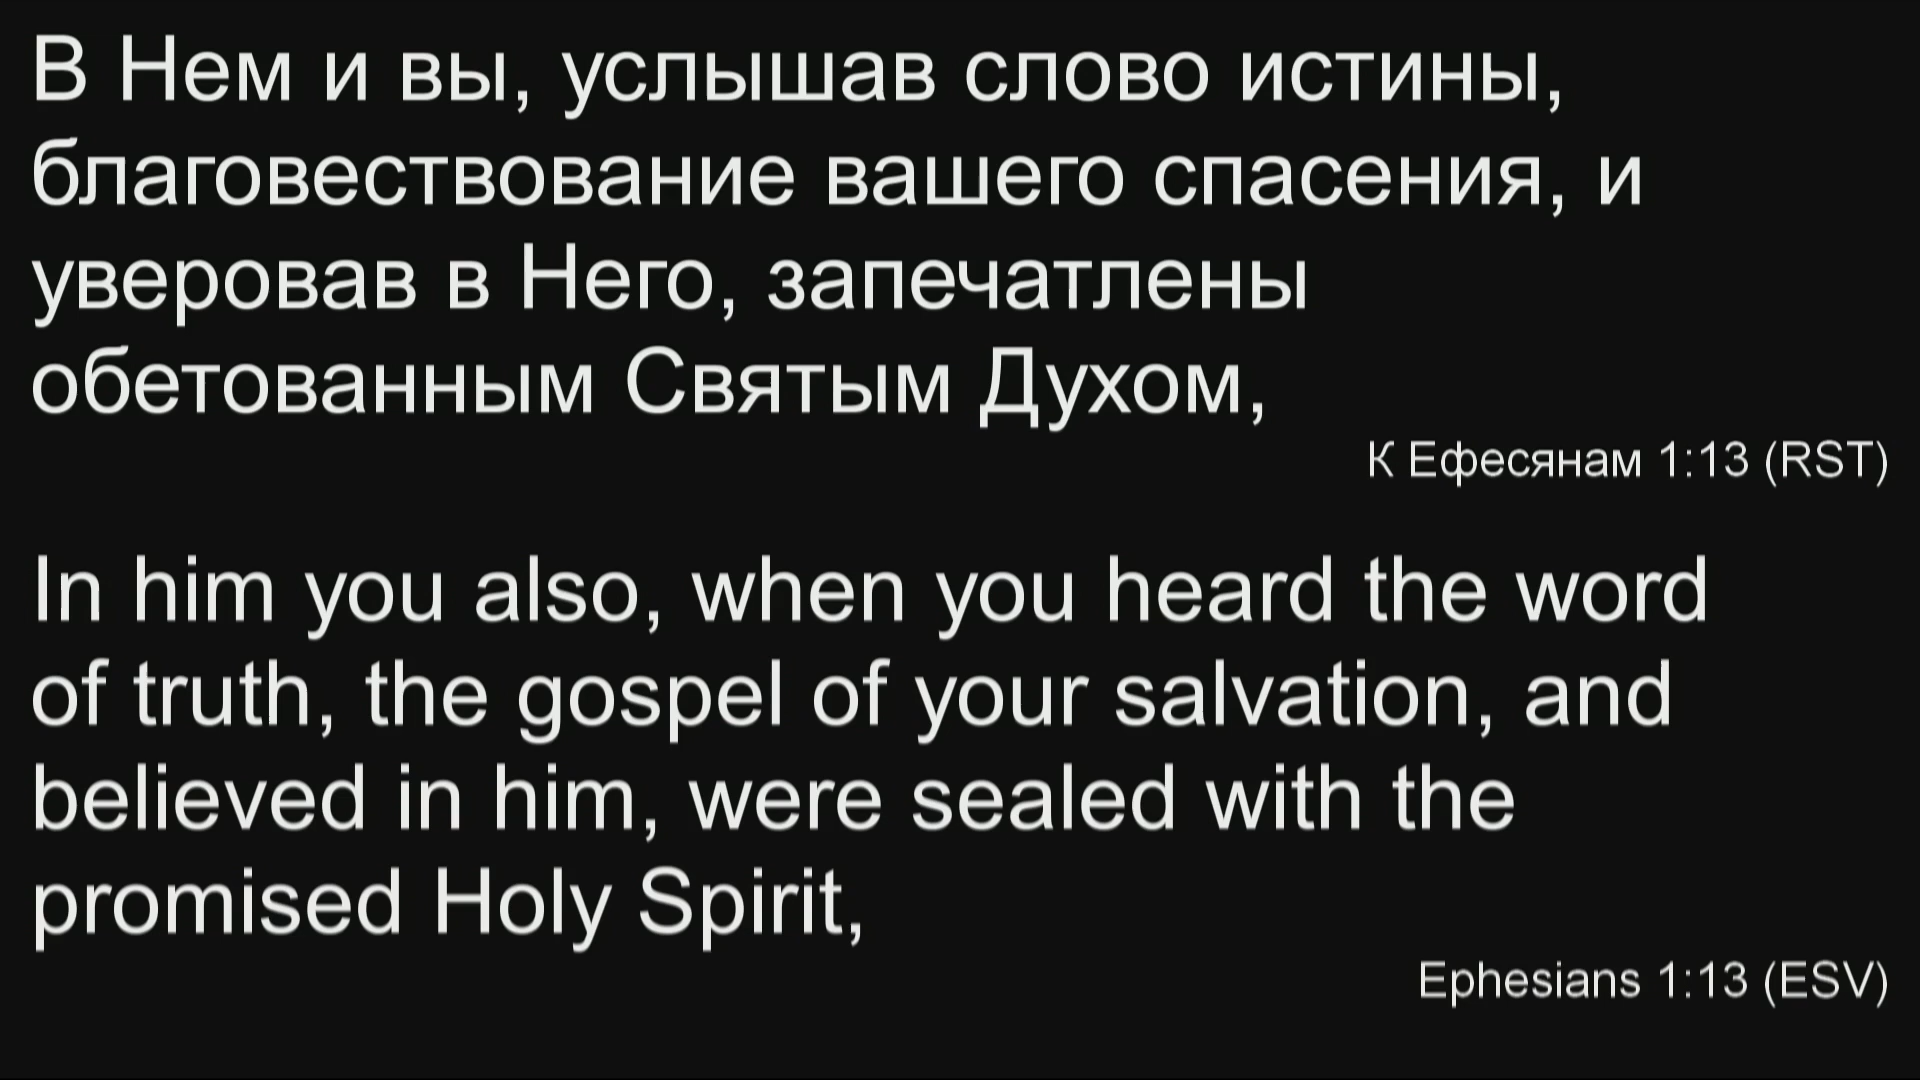 В Нем и вы, услышав слово истины,
благовествование вашего спасения, и
уверовав в Него, запечатлены
обетованным Святым Духом,
К Ефесянам 1:13 (RST)
In him you also, when you heard the word
of truth, the gospel of your salvation, and
believed in him, were sealed with the
promised Holy Spirit,
Ephesians 1:13 (ESV)